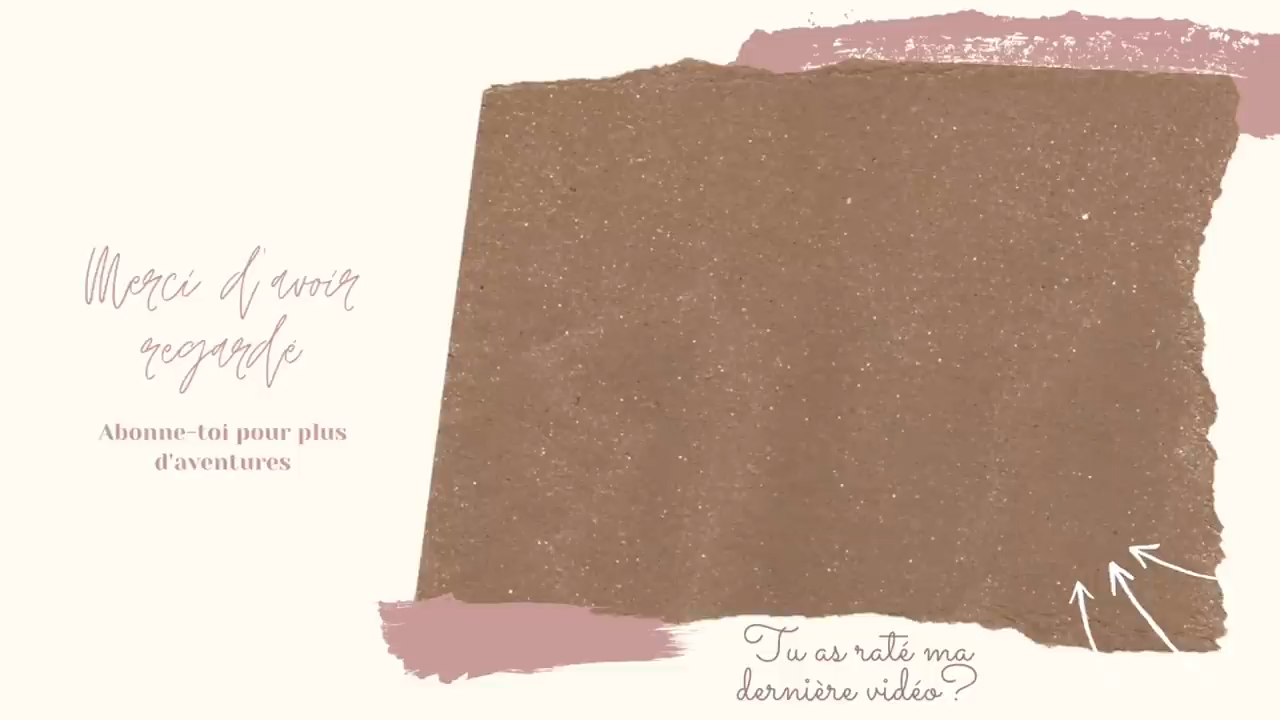 Merci d'avoir
regardé
Abonne-toi pour plus
d'aventures
Tu as raté ma
dernière vidéo?